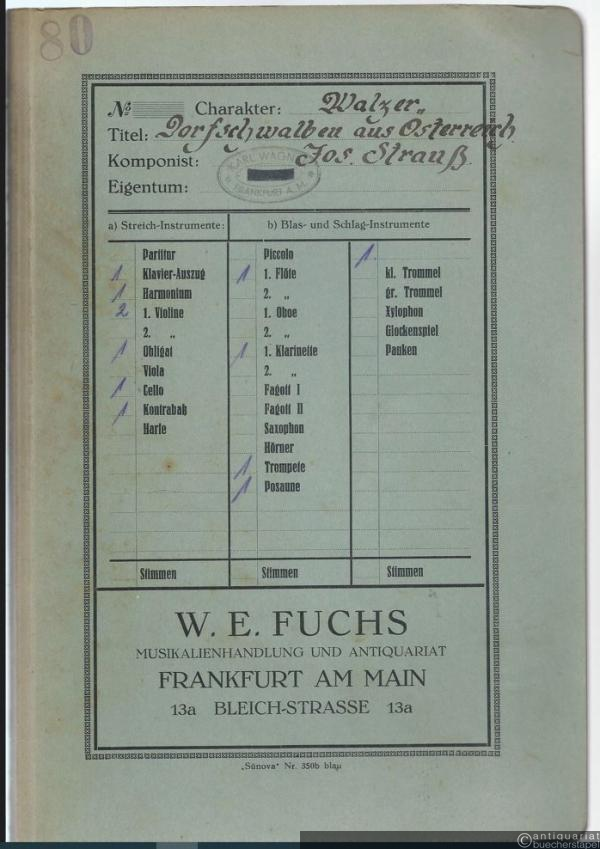 80
№ Charakter: Walzer„
Titel: Dorfschwalben aus Österreich.
Komponist: Jos. Strauß.
KARL WAGNER
FRANKFURT A. M.
Eigentum:
a) Streich-Instrumente: b) Blas- und Schlag-Instrumente
Partitur
1 Klavier-Auszug
1 Harmonium
2 1. Violine
2. „
1 Obligat
Viola
1 Cello
1 Kontrabaß
Harfe
Stimmen
Piccolo
1 1. Flöte
2. „
1. Oboe
2. „
1 1. Klarinette
2. „
Fagott I
Fagott II
Saxophon
Hörner
1 Trompete
1 Posaune
Stimmen
1
kl. Trommel
gr. Trommel
Xylophon
Glockenspiel
Pauken
Stimmen
W. E. FUCHS
MUSIKALIENHANDLUNG UND ANTIQUARIAT
FRANKFURT AM MAIN
13a BLEICH-STRASSE 13a
„Sünova“ Nr. 350b blau
antiquariat
buecherstapel